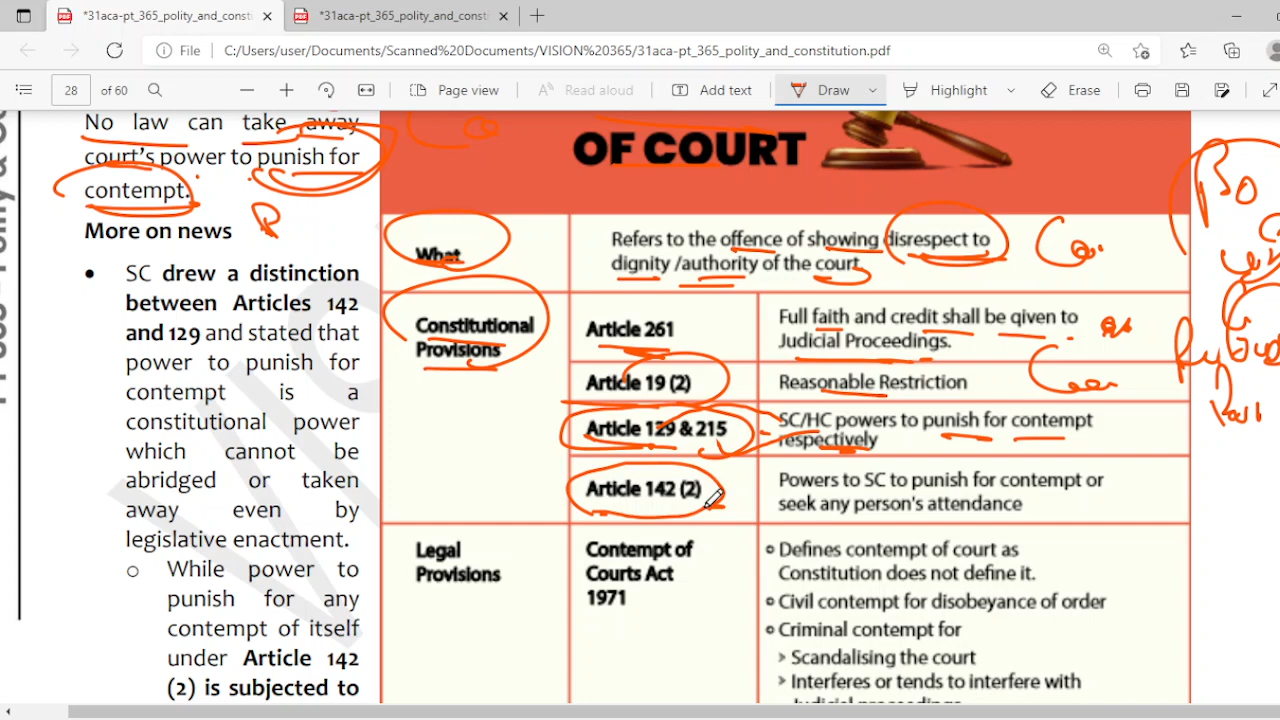 *31aca-pt_365_polity_and_consti
*31aca-pt_365_polity_and_const
File
C:/Users/user/Documents/Scanned%20Documents/VISION%20365/31aca-pt_365_polity_and_constitution.pdf
28 of 60
Page view
Read aloud
Add text
Draw
Highlight
Erase
No law can take away
court's power to punish for
contempt.
More on news
SC drew a distinction
between Articles 142
and 129 and stated that
power to punish for
contempt is a
constitutional power
which cannot be
abridged or taken
away even by
legislative enactment.
While power to
punish for any
contempt of itself
under Article 142
(2) is subjected to
OF COURT
What
Refers to the offence of showing disrespect to
dignity /authority of the court
Constitutional
Provisions
Article 261
Full faith and credit shall be given to
Judicial Proceedings.
Article 19 (2)
Reasonable Restriction
Article 129 & 215
SC/HC powers to punish for contempt
respectively
Article 142 (2)
Powers to SC to punish for contempt or
seek any person's attendance
Legal
Provisions
Contempt of
Courts Act
1971
Defines contempt of court as
Constitution does not define it.
Civil contempt for disobeyance of order
Criminal contempt for
Scandalising the court
Interferes or tends to interfere with